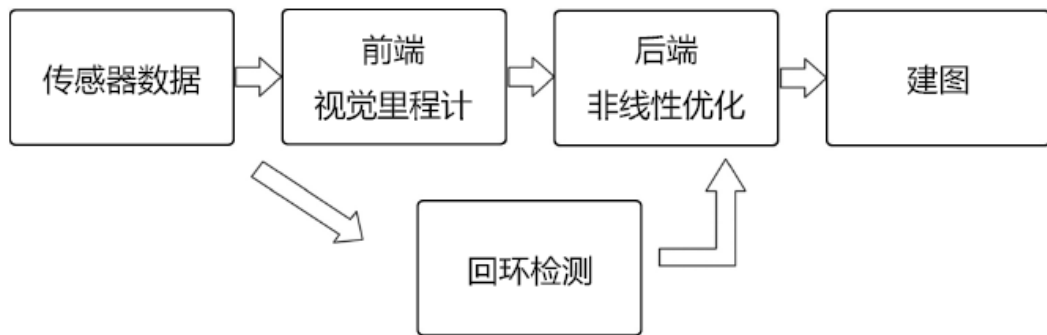 传感器数据
前端
视觉里程计
后端
非线性优化
建图
回环检测